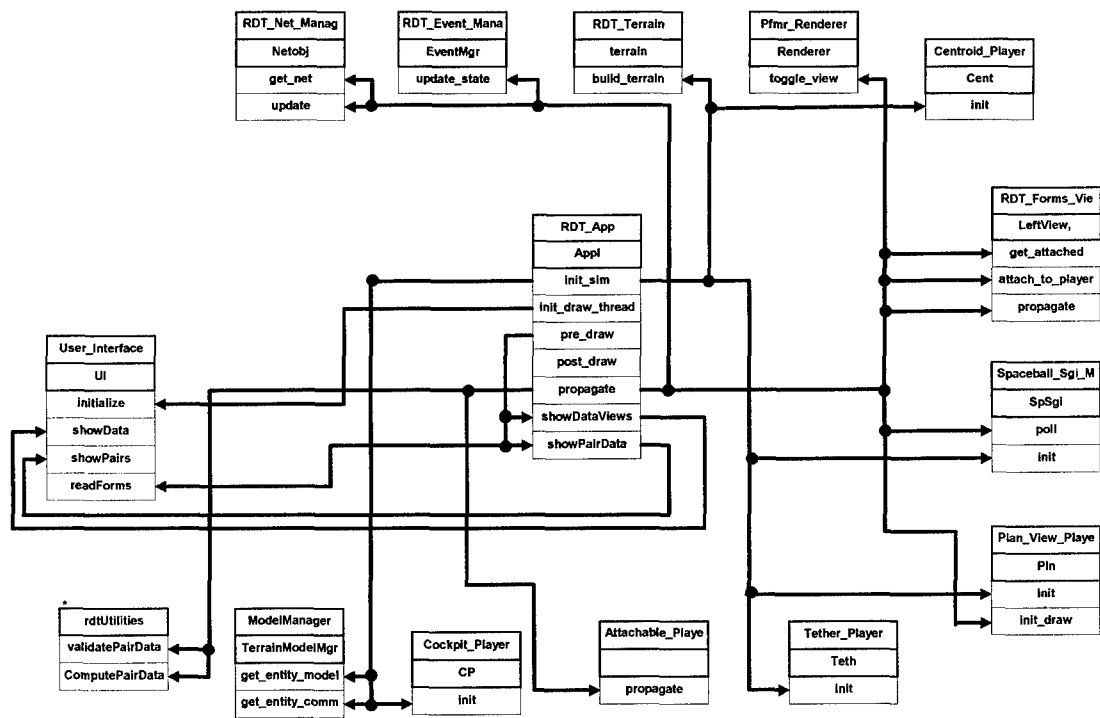 RDT_Net_Manag
Netobj
get_net
update
RDT_Event_Mana
EventMgr
update_state
RDT_Terrain
terrain
build_terrain
Pfmr_Renderer
Renderer
toggle_view
Centroid_Player
Cent
init
RDT_Forms_Vie
LeftView,
get_attached
attach_to_player
propagate
RDT_App
Appl
init_sim
init_draw_thread
pre_draw
post_draw
propagate
showDataViews
showPairData
User_Interface
UI
initialize
showData
showPairs
readForms
Spaceball_Sgi_M
SpSgi
poll
init
Plan_View_Playe
Pln
init
init_draw
*
rdtUtilities
validatePairData
ComputePairData
ModelManager
TerrainModelMgr
get_entity_model
get_entity_comm
Cockpit_Player
CP
init
Attachable_Playe
propagate
Tether_Player
Teth
init